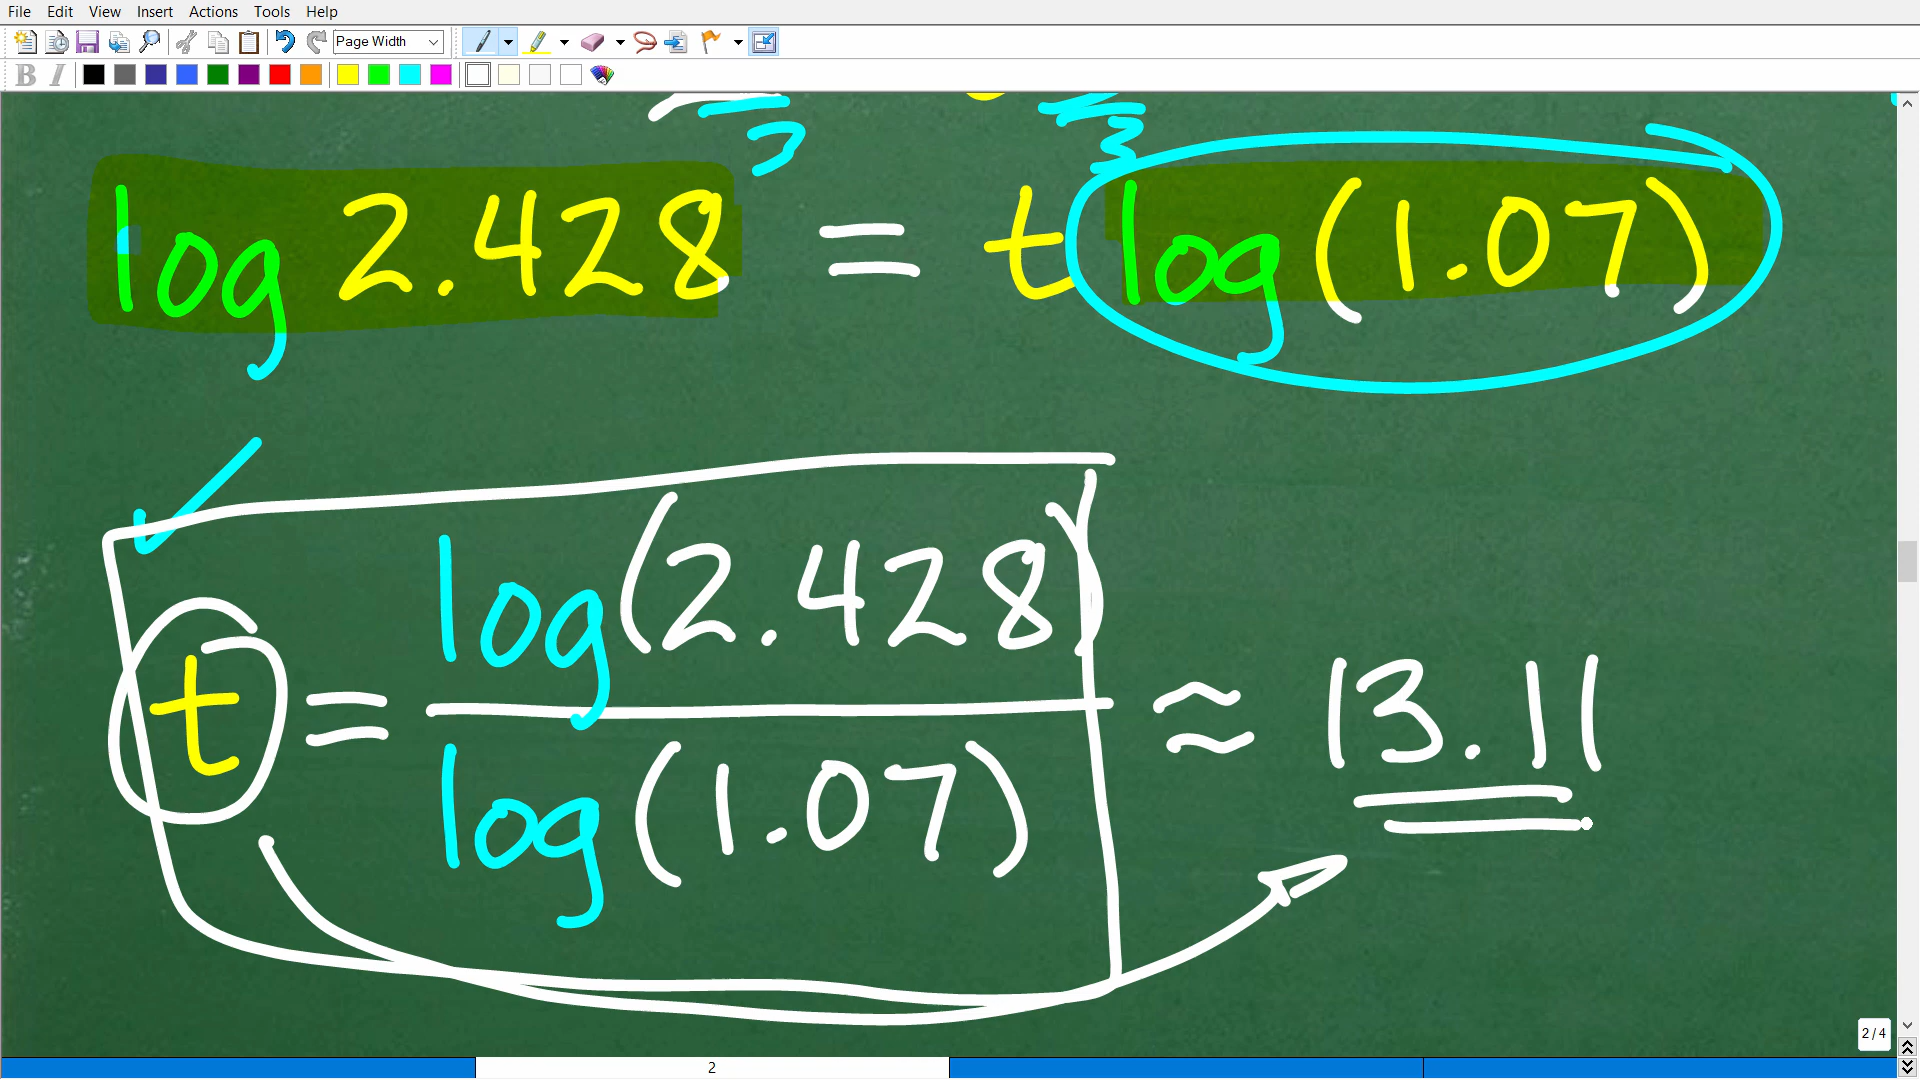 File Edit View Insert Actions Tools Help
Page Width
B I
log 2.428 = t log (1.07)
t = log (2.428) / log (1.07) ≈ 13.11
2 / 4
2